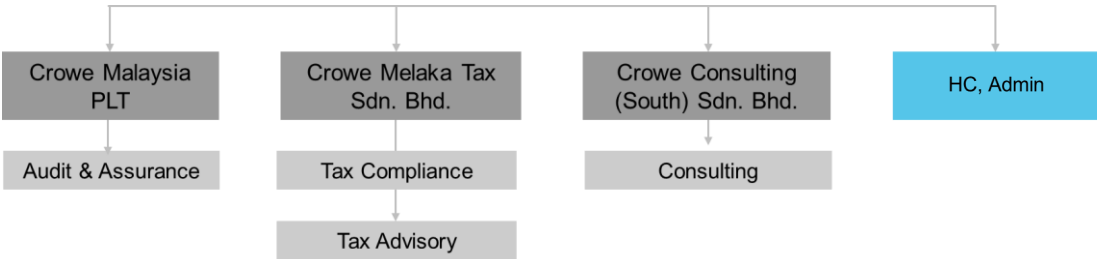 Crowe Malaysia
PLT
Crowe Melaka Tax
Sdn. Bhd.
Crowe Consulting
(South) Sdn. Bhd.
HC, Admin
Audit & Assurance
Tax Compliance
Consulting
Tax Advisory